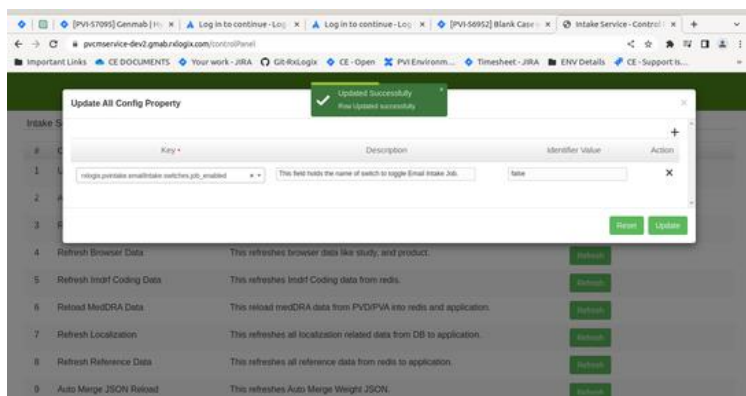 [PVI-57095] Genmab | H
Log in to continue - Log
Log in to continue - Log
[PVI-56952] Blank Case
Intake Service - Control
pvcmservice-dev2.gmab.rxlogix.com/controlPanel
Important Links
CE DOCUMENTS
Your work - JIRA
Git-RxLogix
CE - Open
PVI Environm...
Timesheet - JIRA
ENV Details
CE - Support Is...
Updated Successfully
Row Updated successfully
Update All Config Property
Intake S
Key *
Description
Identifier Value
Action
rxlogix.pvintake.emailIntake.switches.job_enabled
This field holds the name of switch to toggle Email Intake Job.
false
Reset
Update
#
1
2
3
4 Refresh Browser Data This refreshes browser data like study, and product. Refresh
5 Refresh Imdrf Coding Data This refreshes Imdrf Coding data from redis. Refresh
6 Reload MedDRA Data This reload medDRA data from PVD/PVA into redis and application. Refresh
7 Refresh Localization This refreshes all localization related data from DB to application. Refresh
8 Refresh Reference Data This refreshes all reference data from redis to application. Refresh
9 Auto Merge JSON Reload This refreshes Auto Merge Weight JSON. Refresh